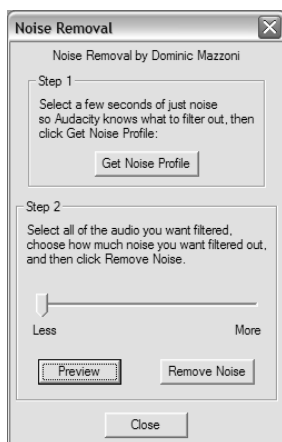 Noise Removal
Noise Removal by Dominic Mazzoni
Step 1
Select a few seconds of just noise
so Audacity knows what to filter out, then
click Get Noise Profile:
Get Noise Profile
Step 2
Select all of the audio you want filtered,
choose how much noise you want filtered out,
and then click Remove Noise.
Less More
Preview Remove Noise
Close